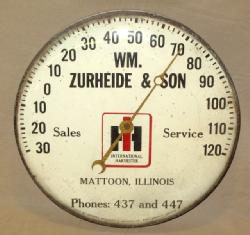 30 20 10 0 10 20 30 40 50 60 70 80 90 100 110 120
WM.
ZURHEIDE & SON
Sales Service
IH
INTERNATIONAL
HARVESTER
MATTOON, ILLINOIS
Phones: 437 and 447